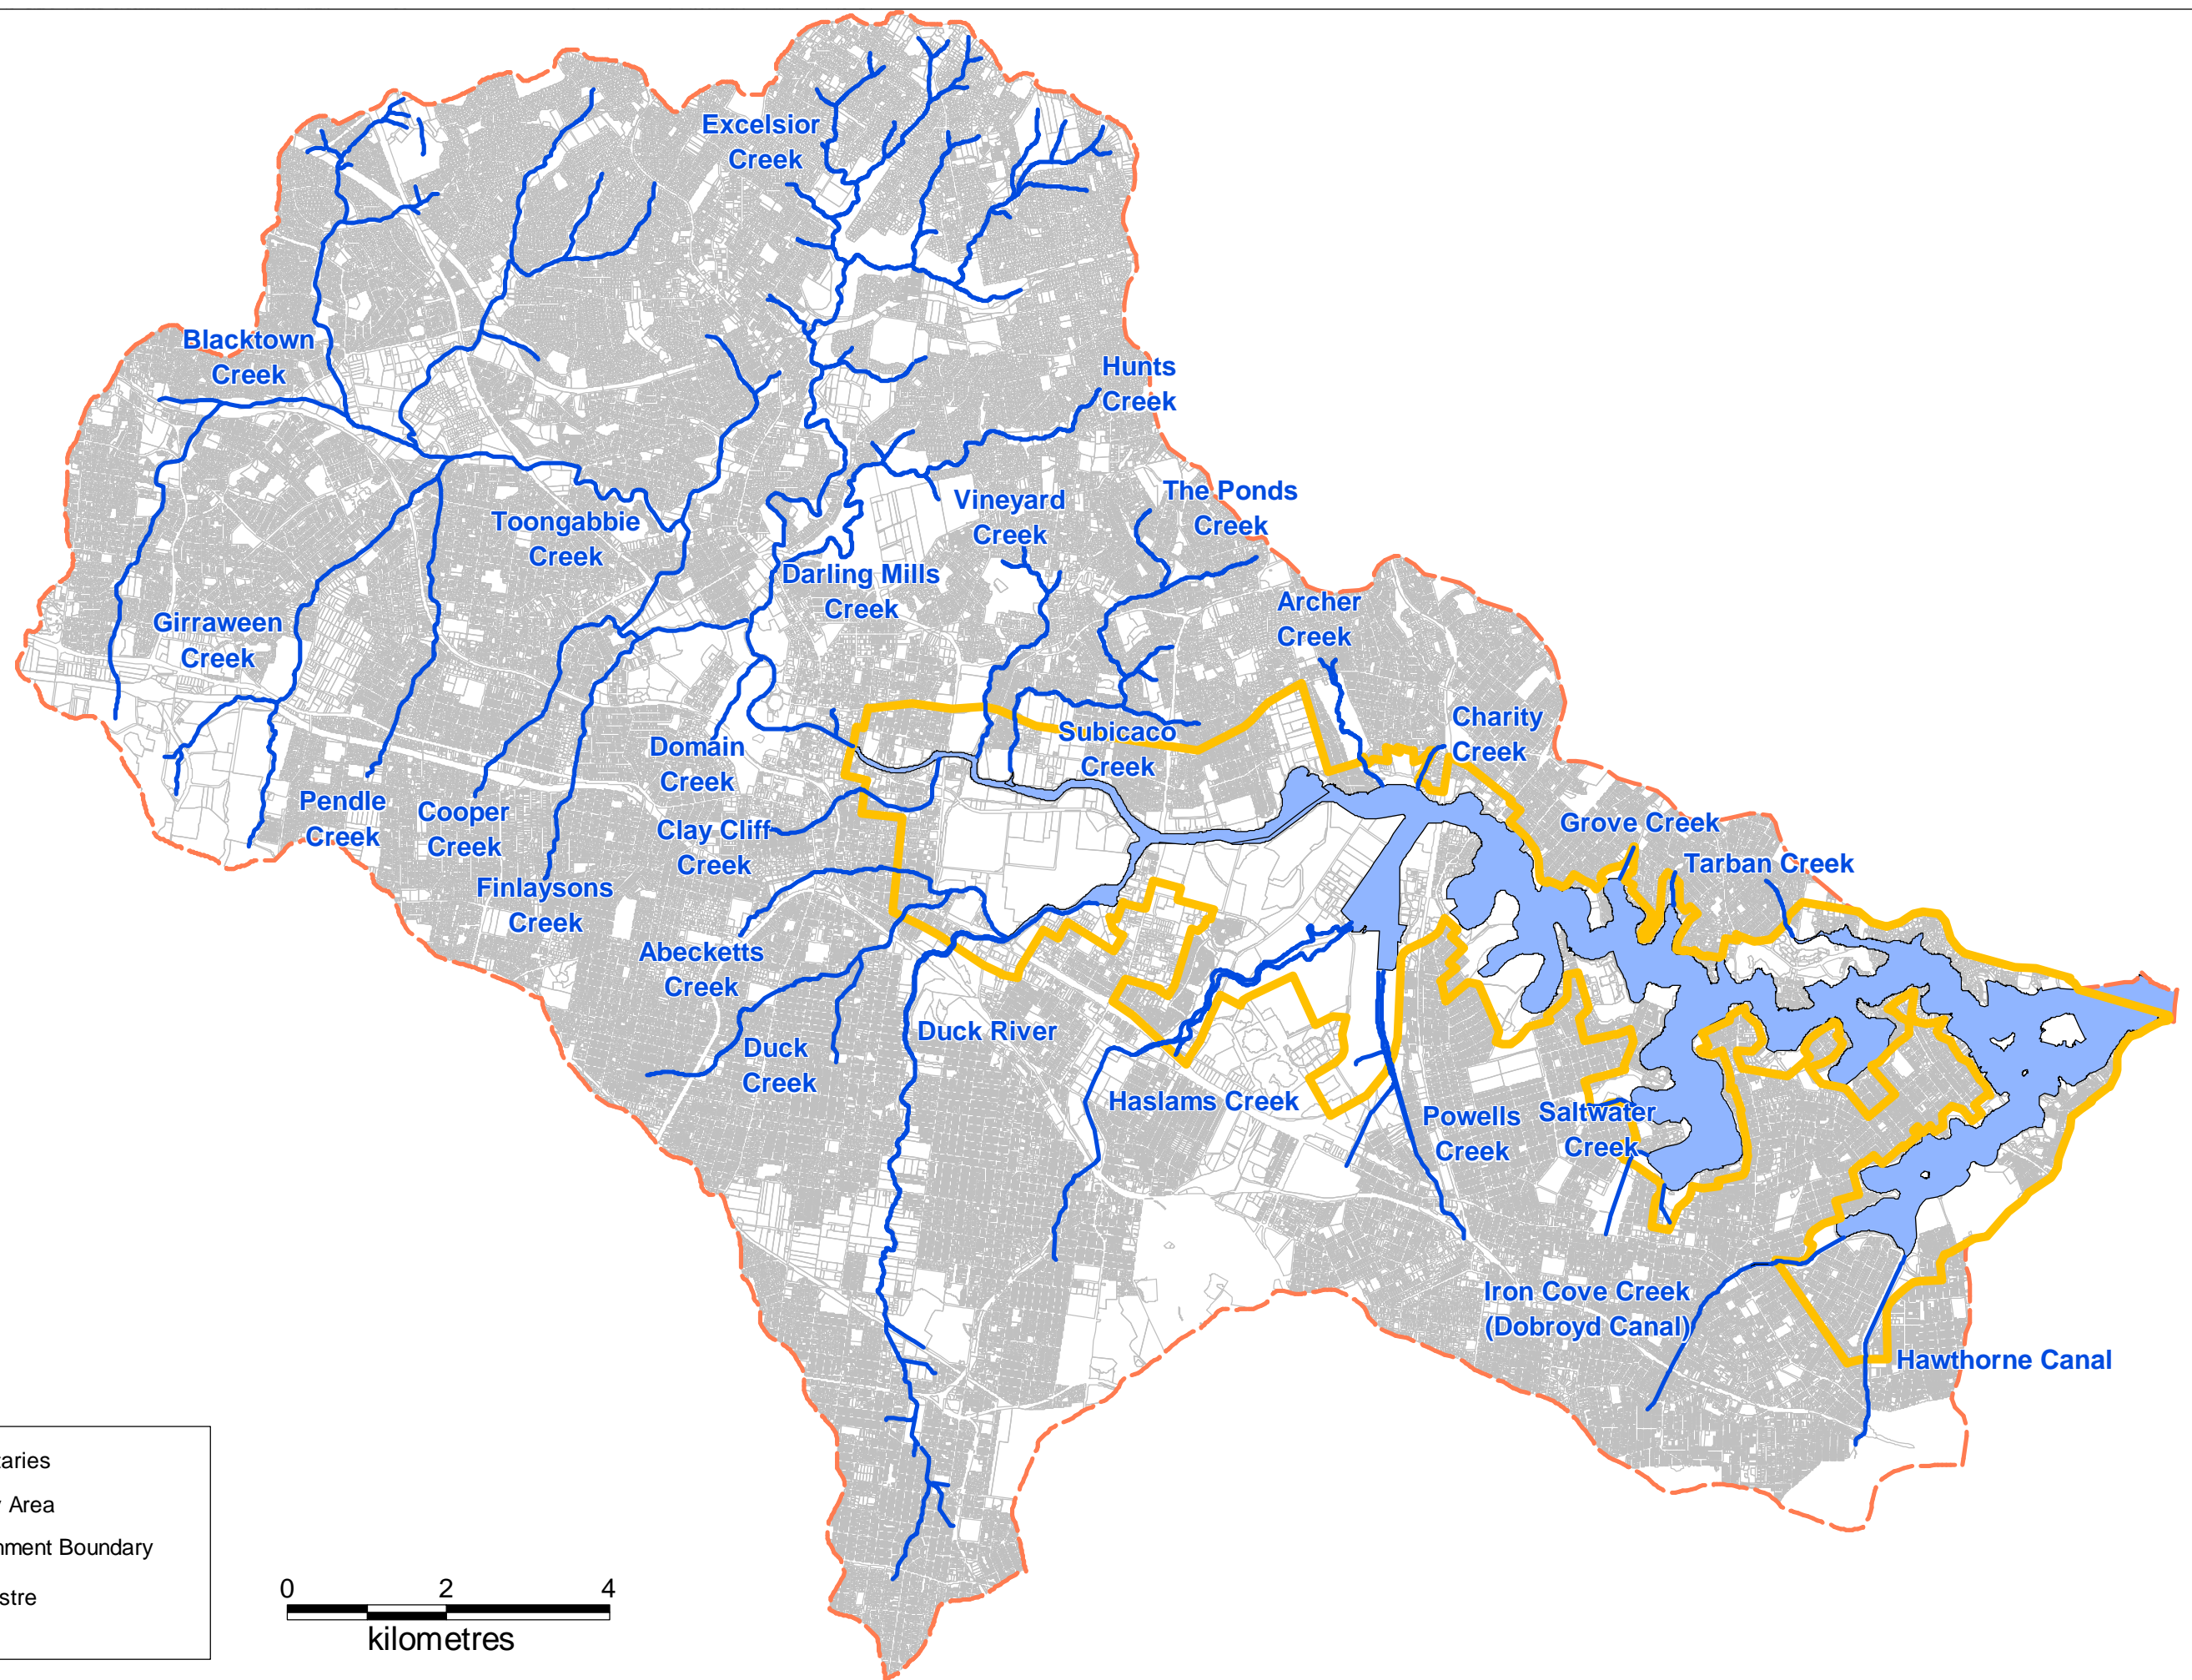 Excelsior
Creek
Blacktown
Creek
Hunts
Creek
Vineyard
Creek
The Ponds
Creek
Toongabbie
Creek
Darling Mills
Creek
Archer
Creek
Girraween
Creek
Charity
Creek
Subicaco
Creek
Domain
Creek
Pendle
Creek
Cooper
Creek
Clay Cliff
Creek
Grove Creek
Tarban Creek
Finlaysons
Creek
Abecketts
Creek
Duck River
Duck
Creek
Haslams Creek
Powells
Creek
Saltwater
Creek
Iron Cove Creek
(Dobroyd Canal)
Hawthorne Canal
taries
Area
nment Boundary
stre
0 2 4
kilometres